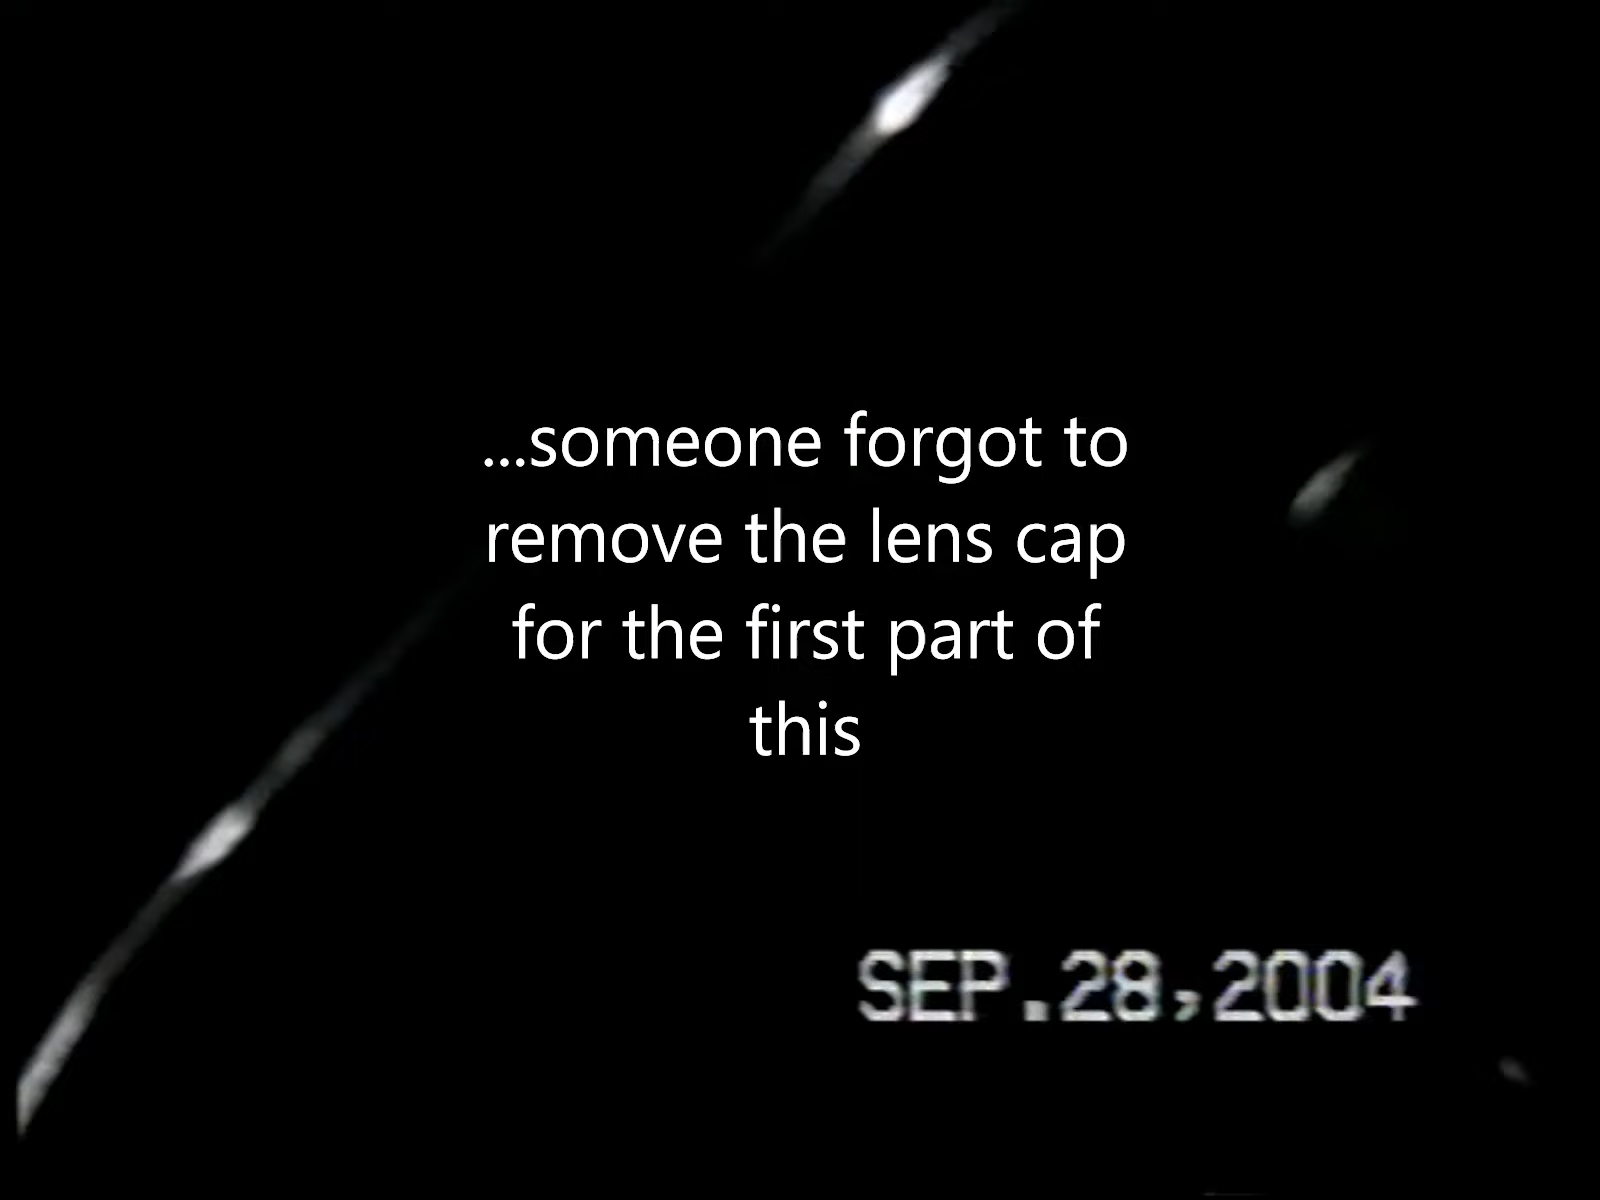 ...someone forgot to
remove the lens cap
for the first part of
this
SEP.28,2004